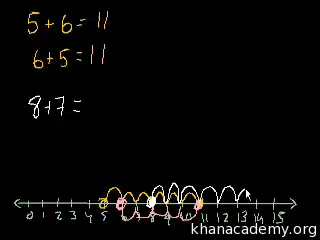 5 + 6 = 11
6 + 5 = 11
8 + 7 =
0 1 2 3 4 5 6 7 8 9 10 11 12 13 14 15
khanacademy.org